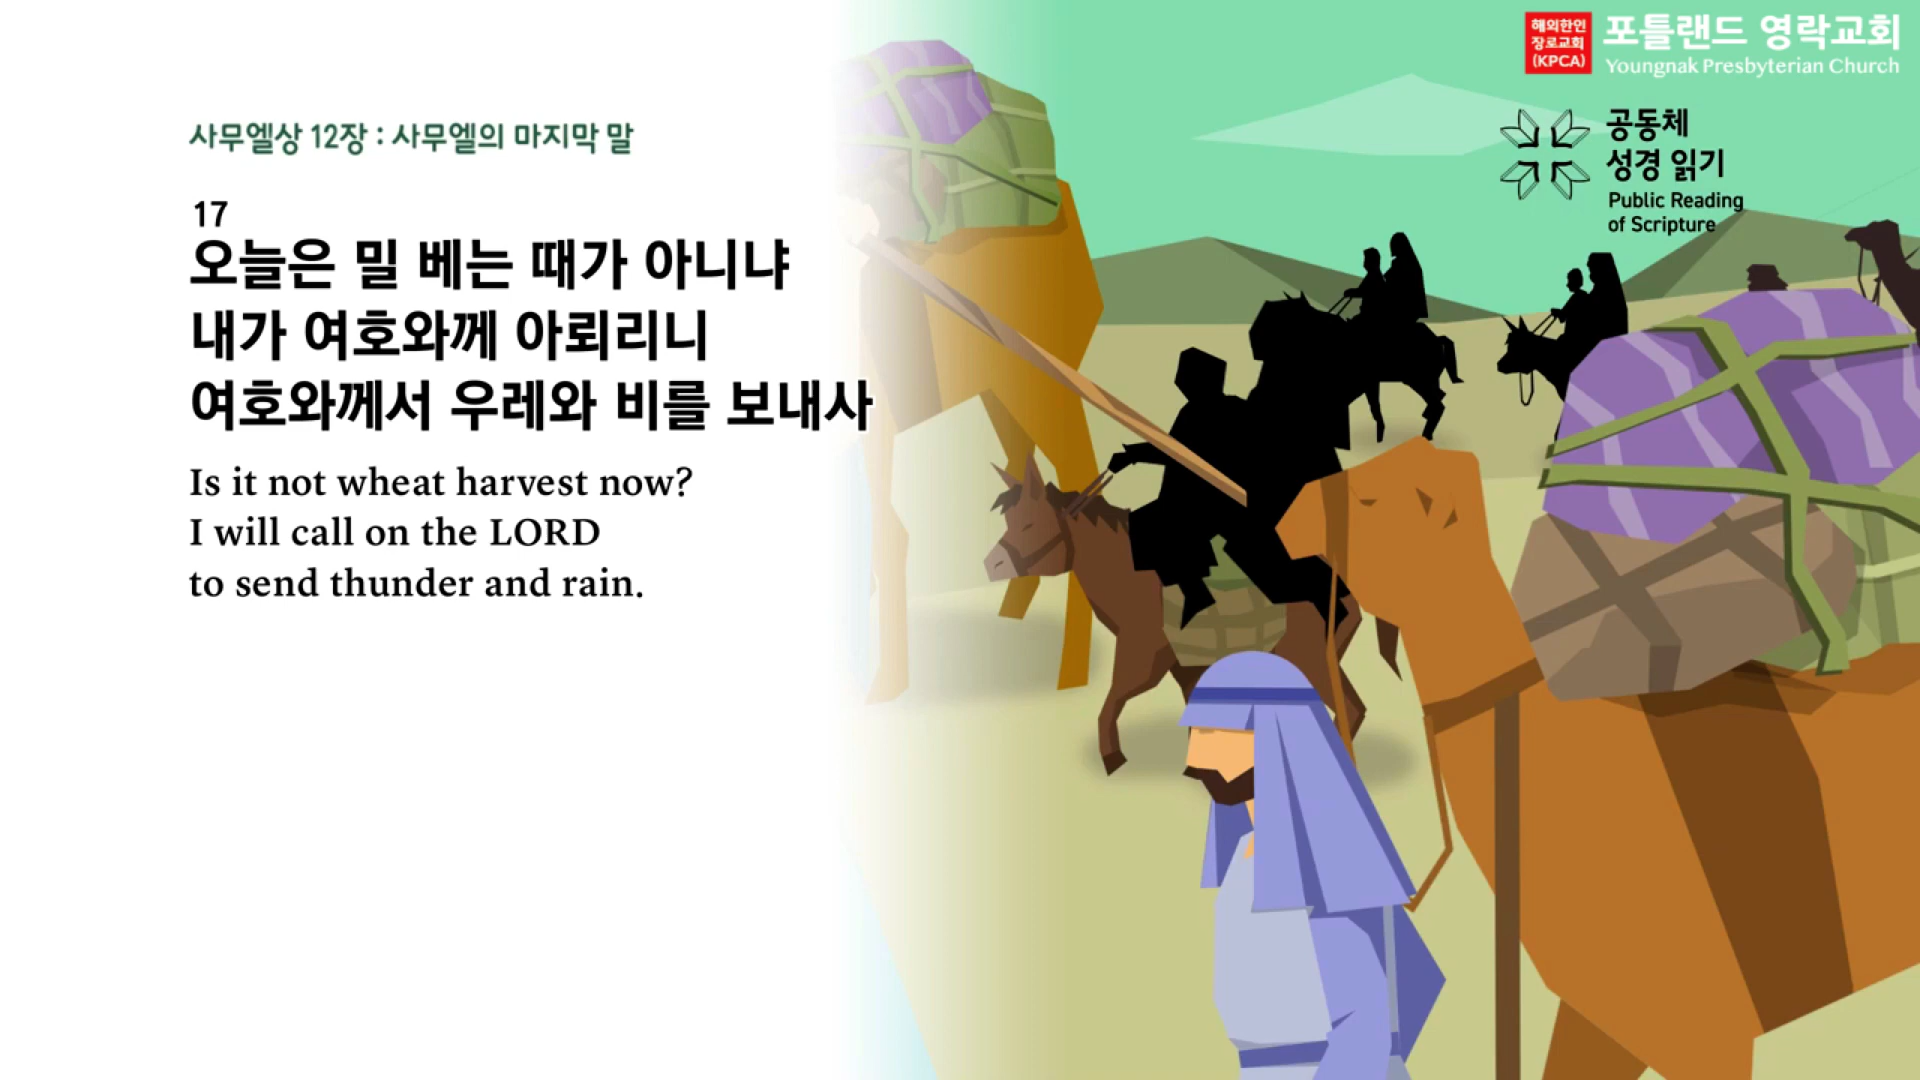 해외한인
장로교회
(KPCA)
포틀랜드 영락교회
Youngnak Presbyterian Church
공동체
성경 읽기
Public Reading
of Scripture
사무엘상 12장 : 사무엘의 마지막 말
17
오늘은 밀 베는 때가 아니냐
내가 여호와께 아뢰리니
여호와께서 우레와 비를 보내사
Is it not wheat harvest now?
I will call on the LORD
to send thunder and rain.